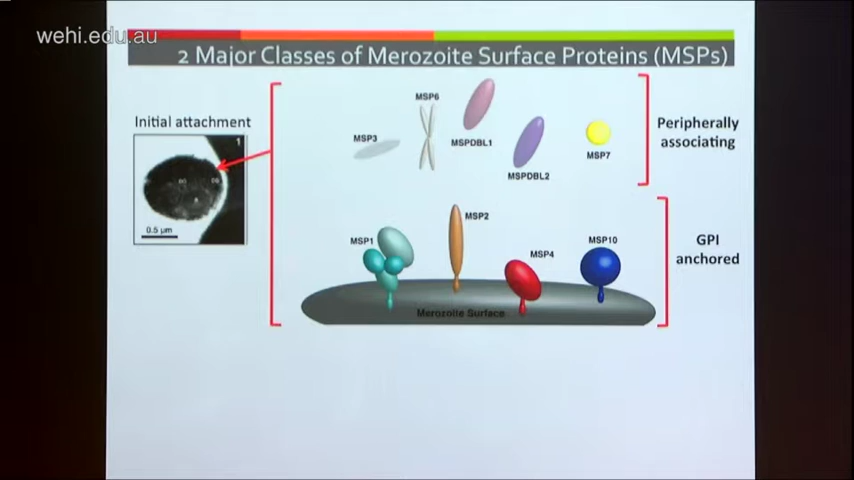 wehi.edu.au
2 Major Classes of Merozoite Surface Proteins (MSPs)
Initial attachment
1
0.5 µm
MSP3
MSP6
MSPDBL1
MSPDBL2
MSP7
Peripherally
associating
MSP1
MSP2
MSP4
MSP10
GPI
anchored
Merozoite Surface